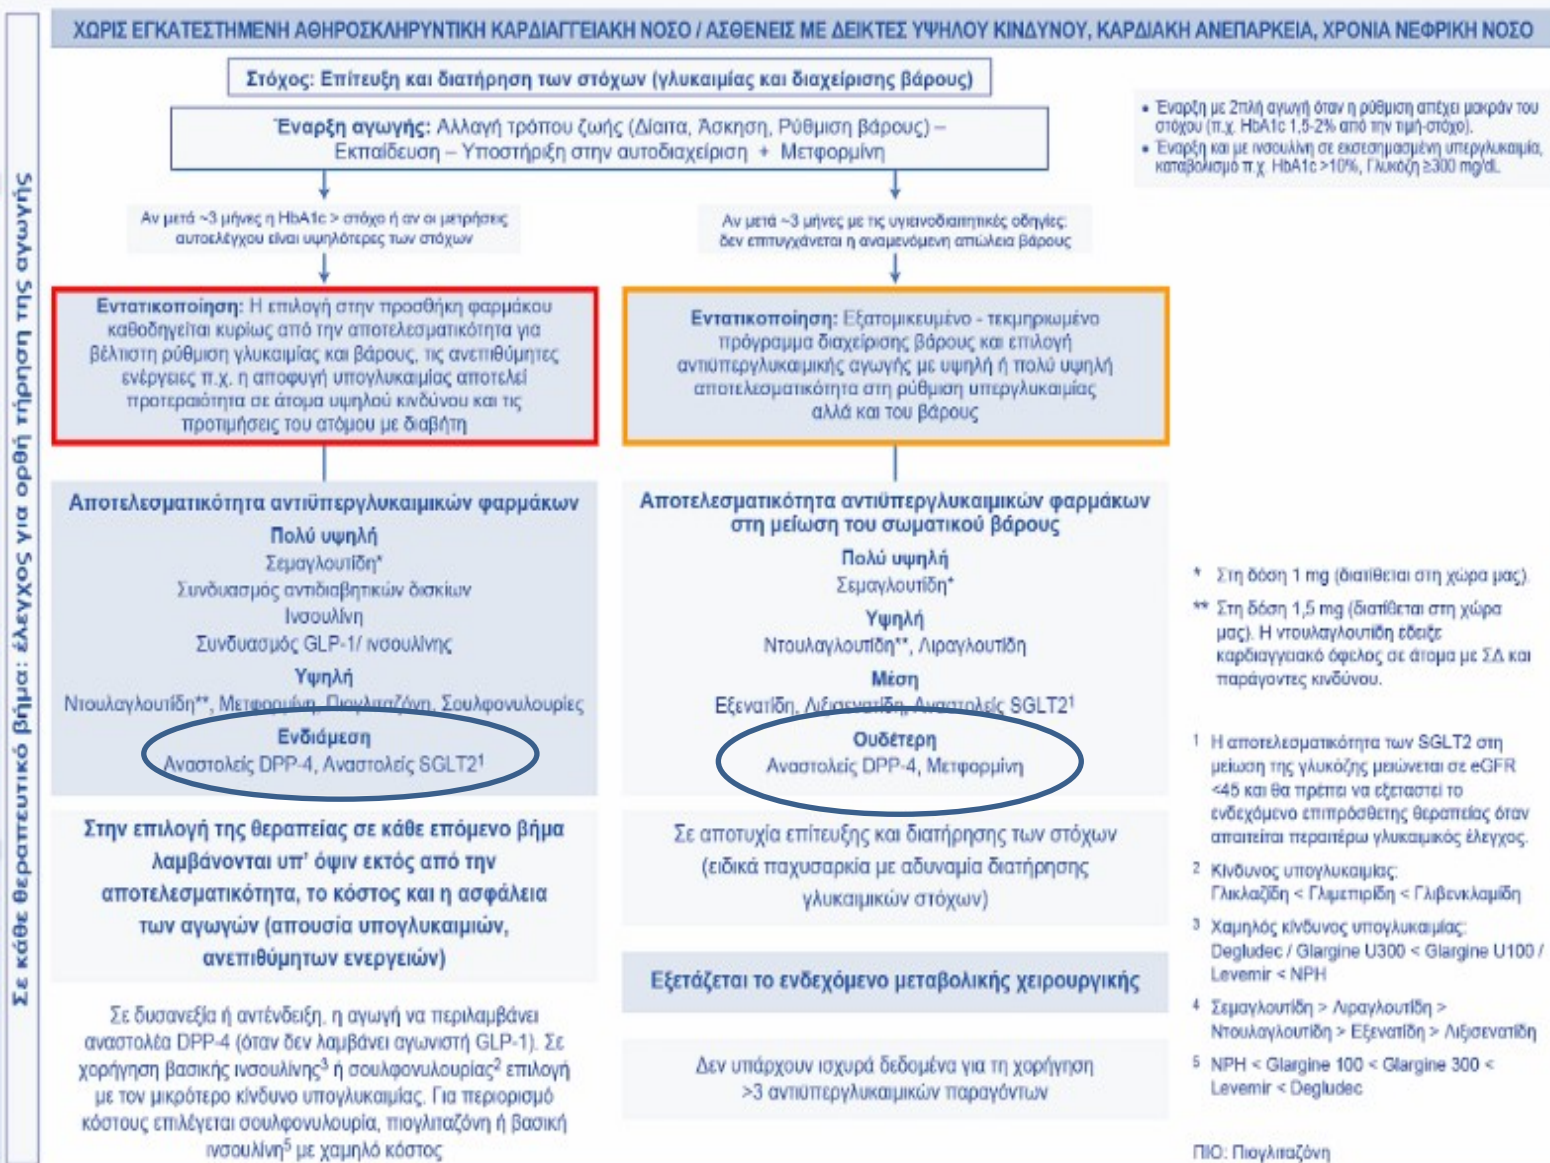 ΧΩΡΙΣ ΕΓΚΑΤΕΣΤΗΜΕΝΗ ΑΘΗΡΟΣΚΛΗΡΥΝΤΙΚΗ ΚΑΡΔΙΑΓΓΕΙΑΚΗ ΝΟΣΟ / ΑΣΘΕΝΕΙΣ ΜΕ ΔΕΙΚΤΕΣ ΥΨΗΛΟΥ ΚΙΝΔΥΝΟΥ, ΚΑΡΔΙΑΚΗ ΑΝΕΠΑΡΚΕΙΑ, ΧΡΟΝΙΑ ΝΕΦΡΙΚΗ ΝΟΣΟ
Σε κάθε θεραπευτικό βήμα: έλεγχος για ορθή τήρηση της αγωγής
Στόχος: Επίτευξη και διατήρηση των στόχων (γλυκαιμίας και διαχείρισης βάρους)
Έναρξη αγωγής: Αλλαγή τρόπου ζωής (Δίαιτα, Άσκηση, Ρύθμιση βάρους) –
Εκπαίδευση – Υποστήριξη στην αυτοδιαχείριση + Μετφορμίνη
• Έναρξη με 2πλή αγωγή όταν η ρύθμιση απέχει μακράν του
στόχου (π.χ. HbA1c 1,5-2% από την τιμή-στόχο).
• Έναρξη και με ινσουλίνη σε εκσεσημασμένη υπεργλυκαιμία,
καταβολισμό π.χ. HbA1c >10%, Γλυκόζη ≥300 mg/dl.
Αν μετά ~3 μήνες η HbA1c > στόχο ή αν οι μετρήσεις
αυτοελέγχου είναι υψηλότερες των στόχων
Εντατικοποίηση: Η επιλογή στην προσθήκη φαρμάκου
καθοδηγείται κυρίως από την αποτελεσματικότητα για
βέλτιστη ρύθμιση γλυκαιμίας και βάρους, τις ανεπιθύμητες
ενέργειες π.χ. η αποφυγή υπογλυκαιμίας αποτελεί
προτεραιότητα σε άτομα υψηλού κινδύνου και τις
προτιμήσεις του ατόμου με διαβήτη
Αποτελεσματικότητα αντιϋπεργλυκαιμικών φαρμάκων
Πολύ υψηλή
Σεμαγλουτίδη*
Συνδυασμός αντιδιαβητικών δισκίων
Ινσουλίνη
Συνδυασμός GLP-1/ ινσουλίνης
Υψηλή
Ντουλαγλουτίδη**, Μετφορμίνη, Πιογλιταζόνη, Σουλφονυλουρίες
Ενδιάμεση
Αναστολείς DPP-4, Αναστολείς SGLT2¹
Στην επιλογή της θεραπείας σε κάθε επόμενο βήμα
λαμβάνονται υπ' όψιν εκτός από την
αποτελεσματικότητα, το κόστος και η ασφάλεια
των αγωγών (απουσία υπογλυκαιμιών,
ανεπιθύμητων ενεργειών)
Σε δυσανεξία ή αντένδειξη, η αγωγή να περιλαμβάνει
αναστολέα DPP-4 (όταν δεν λαμβάνει αγωνιστή GLP-1). Σε
χορήγηση βασικής ινσουλίνης³ ή σουλφονυλουρίας² επιλογή
με τον μικρότερο κίνδυνο υπογλυκαιμίας. Για περιορισμό
κόστους επιλέγεται σουλφονυλουρία, πιογλιταζόνη ή βασική
ινσουλίνη⁵ με χαμηλό κόστος
Αν μετά ~3 μήνες με τις υγιεινοδιαιτητικές οδηγίες:
δεν επιτυγχάνεται η αναμενόμενη απώλεια βάρους
Εντατικοποίηση: Εξατομικευμένο - τεκμηριωμένο
πρόγραμμα διαχείρισης βάρους και επιλογή
αντιϋπεργλυκαιμικής αγωγής με υψηλή ή πολύ υψηλή
αποτελεσματικότητα στη ρύθμιση υπεργλυκαιμίας
αλλά και του βάρους
Αποτελεσματικότητα αντιϋπεργλυκαιμικών φαρμάκων
στη μείωση του σωματικού βάρους
Πολύ υψηλή
Σεμαγλουτίδη*
Υψηλή
Ντουλαγλουτίδη**, Λιραγλουτίδη
Μέση
Εξενατίδη, Λιξισενατίδη, Αναστολείς SGLT2¹
Ουδέτερη
Αναστολείς DPP-4, Μετφορμίνη
Σε αποτυχία επίτευξης και διατήρησης των στόχων
(ειδικά παχυσαρκία με αδυναμία διατήρησης
γλυκαιμικών στόχων)
Εξετάζεται το ενδεχόμενο μεταβολικής χειρουργικής
Δεν υπάρχουν ισχυρά δεδομένα για τη χορήγηση
>3 αντιυπεργλυκαιμικών παραγόντων
* Στη δόση 1 mg (διατίθεται στη χώρα μας).
** Στη δόση 1,5 mg (διατίθεται στη χώρα
μας). Η ντουλαγλουτίδη έδειξε
καρδιαγγειακό όφελος σε άτομα με ΣΔ και
παράγοντες κινδύνου.
¹ Η αποτελεσματικότητα των SGLT2 στη
μείωση της γλυκόζης μειώνεται σε eGFR
<45 και θα πρέπει να εξεταστεί το
ενδεχόμενο επιπρόσθετης θεραπείας όταν
απαιτείται περαιτέρω γλυκαιμικός έλεγχος.
² Κίνδυνος υπογλυκαιμίας:
Γλικλαζίδη < Γλιμεπιρίδη < Γλιβενκλαμίδη
³ Χαμηλός κίνδυνος υπογλυκαιμίας:
Degludec / Glargine U300 < Glargine U100 /
Levemir < NPH
⁴ Σεμαγλουτίδη > Λιραγλουτίδη >
Ντουλαγλουτίδη > Εξενατίδη > Λιξισενατίδη
⁵ NPH < Glargine 100 < Glargine 300 <
Levemir < Degludec
ΠΙΟ: Πιογλιταζόνη